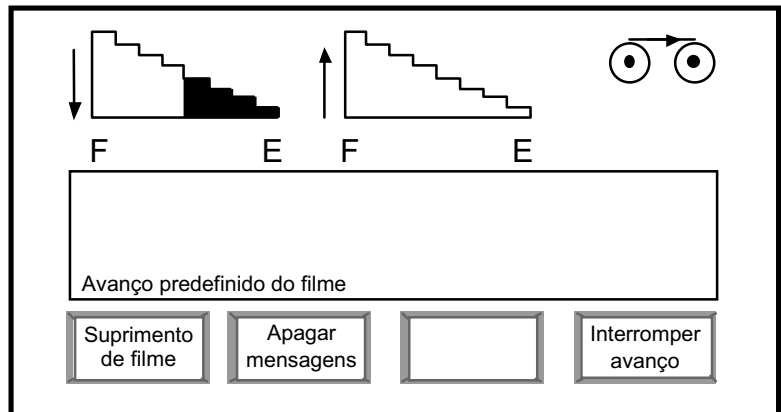 F E F E
Avanço predefinido do filme
Suprimento
de filme
Apagar
mensagens
Interromper
avanço